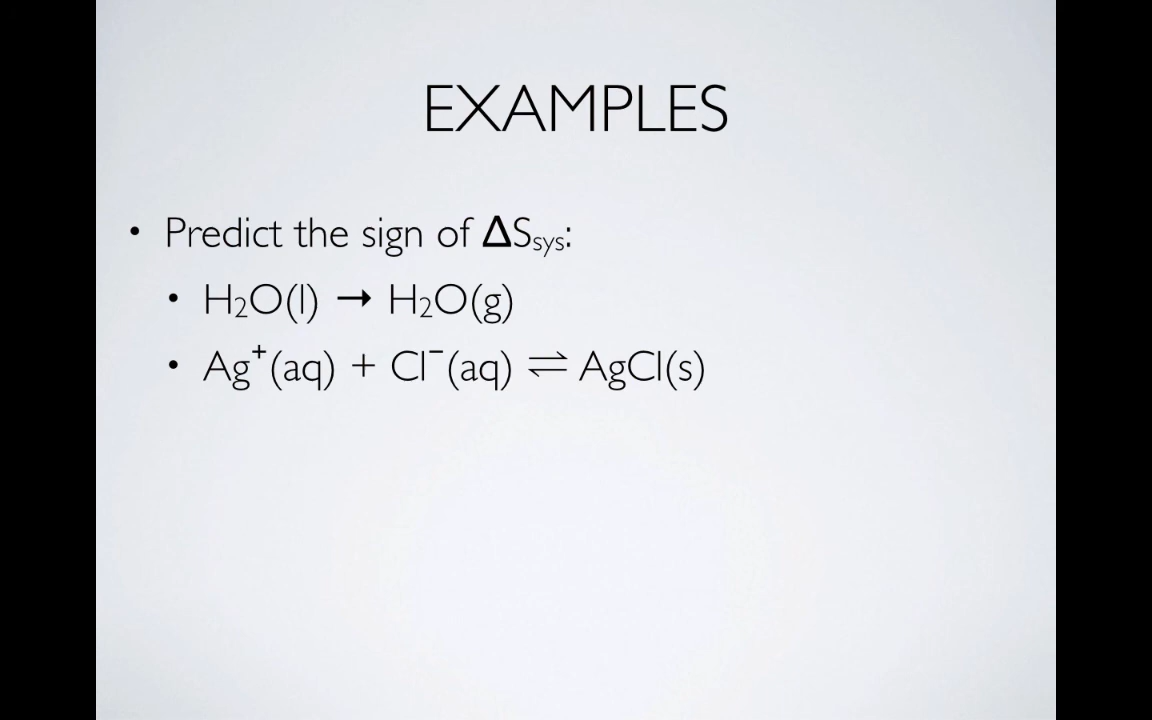 EXAMPLES
• Predict the sign of ΔSsys:
• H₂O(l) → H₂O(g)
• Ag⁺(aq) + Cl⁻(aq) ⇌ AgCl(s)